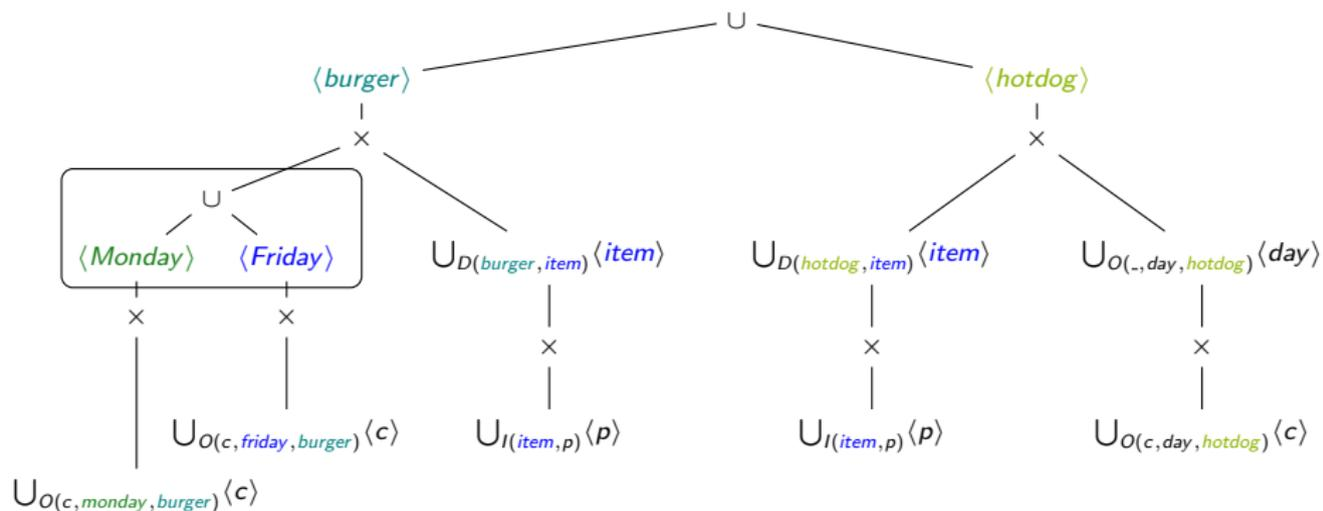 ∪
⟨burger⟩ ⟨hotdog⟩
× ×
∪
⟨Monday⟩ ⟨Friday⟩ ⋃D(burger,item)⟨item⟩ ⋃D(hotdog,item)⟨item⟩ ⋃O(_,day,hotdog)⟨day⟩
× × × × ×
⋃O(c,friday,burger)⟨c⟩ ⋃I(item,p)⟨p⟩ ⋃I(item,p)⟨p⟩ ⋃O(c,day,hotdog)⟨c⟩
⋃O(c,monday,burger)⟨c⟩